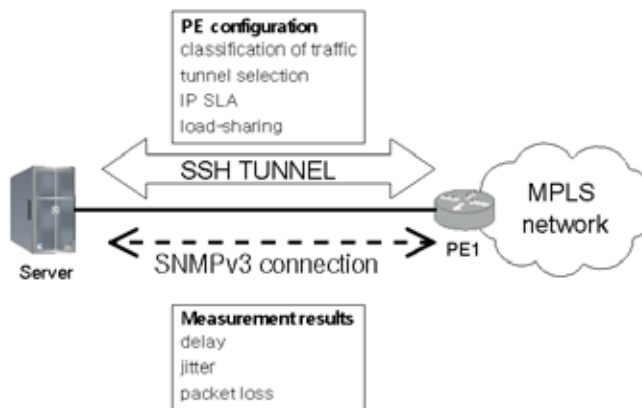 PE configuration
classification of traffic
tunnel selection
IP SLA
load-sharing
SSH TUNNEL
MPLS
network
PE1
Server
SNMPv3 connection
Measurement results
delay
jitter
packet loss